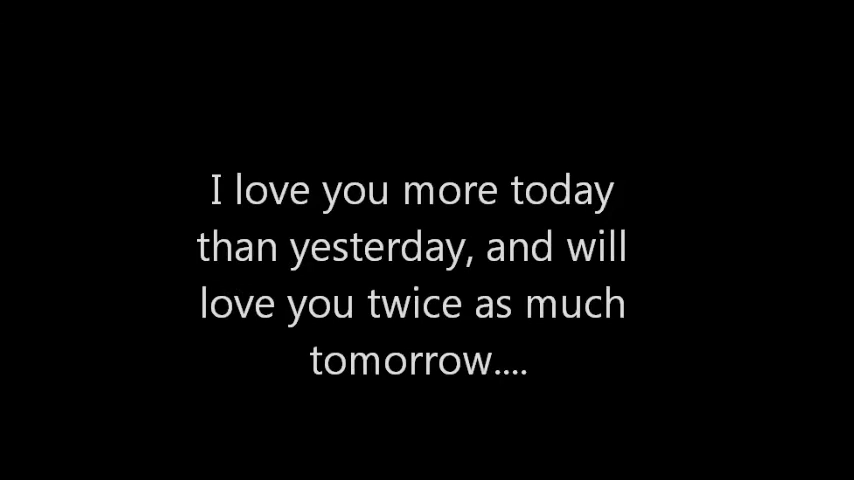 I love you more today
than yesterday, and will
love you twice as much
tomorrow....